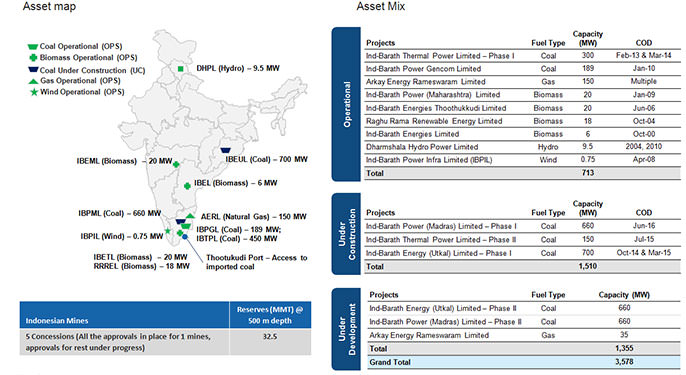 Asset map
Coal Operational (OPS)
Biomass Operational (OPS)
Coal Under Construction (UC)
Gas Operational (OPS)
Wind Operational (OPS)
DHPL (Hydro) – 9.5 MW
IBEML (Biomass) – 20 MW
IBEUL (Coal) – 700 MW
IBEL (Biomass) – 6 MW
IBPML (Coal) – 660 MW
AERL (Natural Gas) – 150 MW
IBPIL (Wind) – 0.75 MW
IBPGL (Coal) – 189 MW;
IBTPL (Coal) – 450 MW
IBETL (Biomass) – 20 MW
RRREL (Biomass) – 18 MW
Thootukudi Port – Access to
imported coal
Indonesian Mines Reserves (MMT) @
500 m depth
5 Concessions (All the approvals in place for 1 mines,
approvals for rest under progress) 32.5
Asset Mix
Operational
Projects Fuel Type Capacity
(MW) COD
Ind-Barath Thermal Power Limited – Phase I Coal 300 Feb-13 & Mar-14
Ind-Barath Power Gencom Limited Coal 189 Jan-10
Arkay Energy Rameswaram Limited Gas 150 Multiple
Ind-Barath Power (Maharashtra) Limited Biomass 20 Jan-09
Ind-Barath Energies Thoothukkudi Limited Biomass 20 Jun-06
Raghu Rama Renewable Energy Limited Biomass 18 Oct-04
Ind-Barath Energies Limited Biomass 6 Oct-00
Dharmshala Hydro Power Limited Hydro 9.5 2004, 2010
Ind-Barath Power Infra Limited (IBPIL) Wind 0.75 Apr-08
Total 713
Under
Construction
Projects Fuel Type Capacity
(MW) COD
Ind-Barath Power (Madras) Limited – Phase I Coal 660 Jun-16
Ind-Barath Thermal Power Limited – Phase II Coal 150 Jul-15
Ind-Barath Energy (Utkal) Limited – Phase I Coal 700 Oct-14 & Mar-15
Total 1,510
Under
Development
Projects Fuel Type Capacity (MW)
Ind-Barath Energy (Utkal) Limited – Phase II Coal 660
Ind-Barath Power (Madras) Limited – Phase II Coal 660
Arkay Energy Rameswaram Limited Gas 35
Total 1,355
Grand Total 3,578